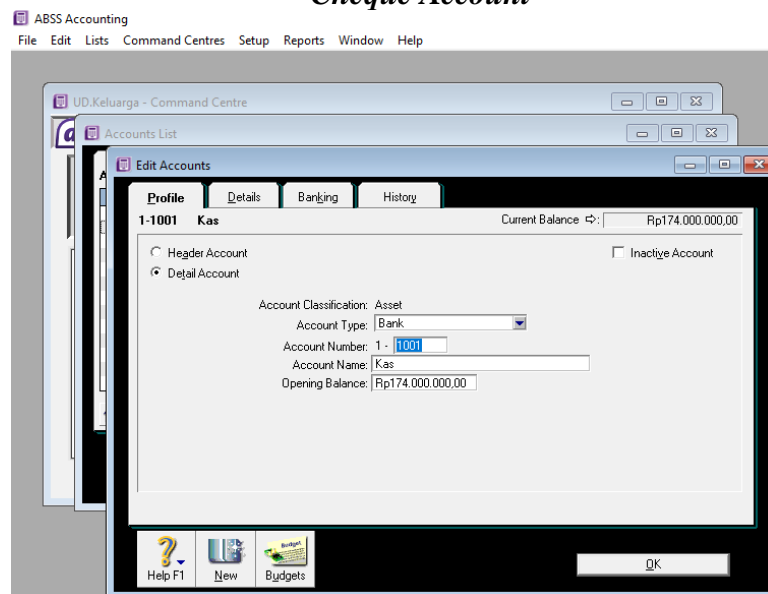 Cheque Account
ABSS Accounting
File Edit Lists Command Centres Setup Reports Window Help
UD.Keluarga - Command Centre
Accounts List
Edit Accounts
Profile Details Banking History
1-1001 Kas Current Balance ⇨: Rp174.000.000,00
Header Account Inactive Account
Detail Account
Account Classification: Asset
Account Type: Bank
Account Number: 1 - 1001
Account Name: Kas
Opening Balance: Rp174.000.000,00
Budget
Help F1 New Budgets OK